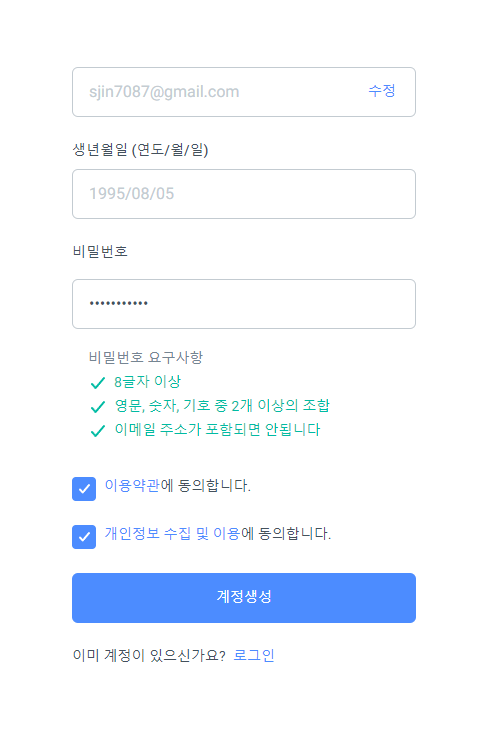 sjin7087@gmail.com 수정
생년월일 (연도/월/일)
1995/08/05
비밀번호
•••••••••••
비밀번호 요구사항
8글자 이상
영문, 숫자, 기호 중 2개 이상의 조합
이메일 주소가 포함되면 안됩니다
이용약관에 동의합니다.
개인정보 수집 및 이용에 동의합니다.
계정생성
이미 계정이 있으신가요? 로그인